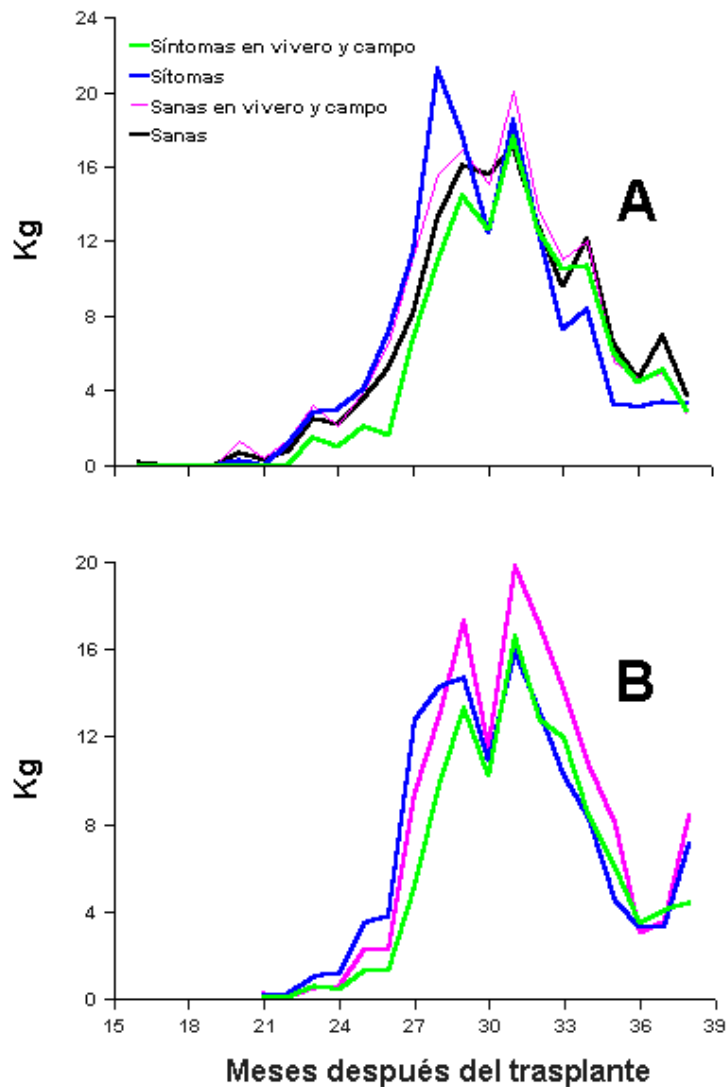 24
20
16
12
8
4
0
Kg
Síntomas en vivero y campo
Sítomas
Sanas en vivero y campo
Sanas
A
20
16
12
8
4
0
Kg
B
15 18 21 24 27 30 33 36 39
Meses después del trasplante